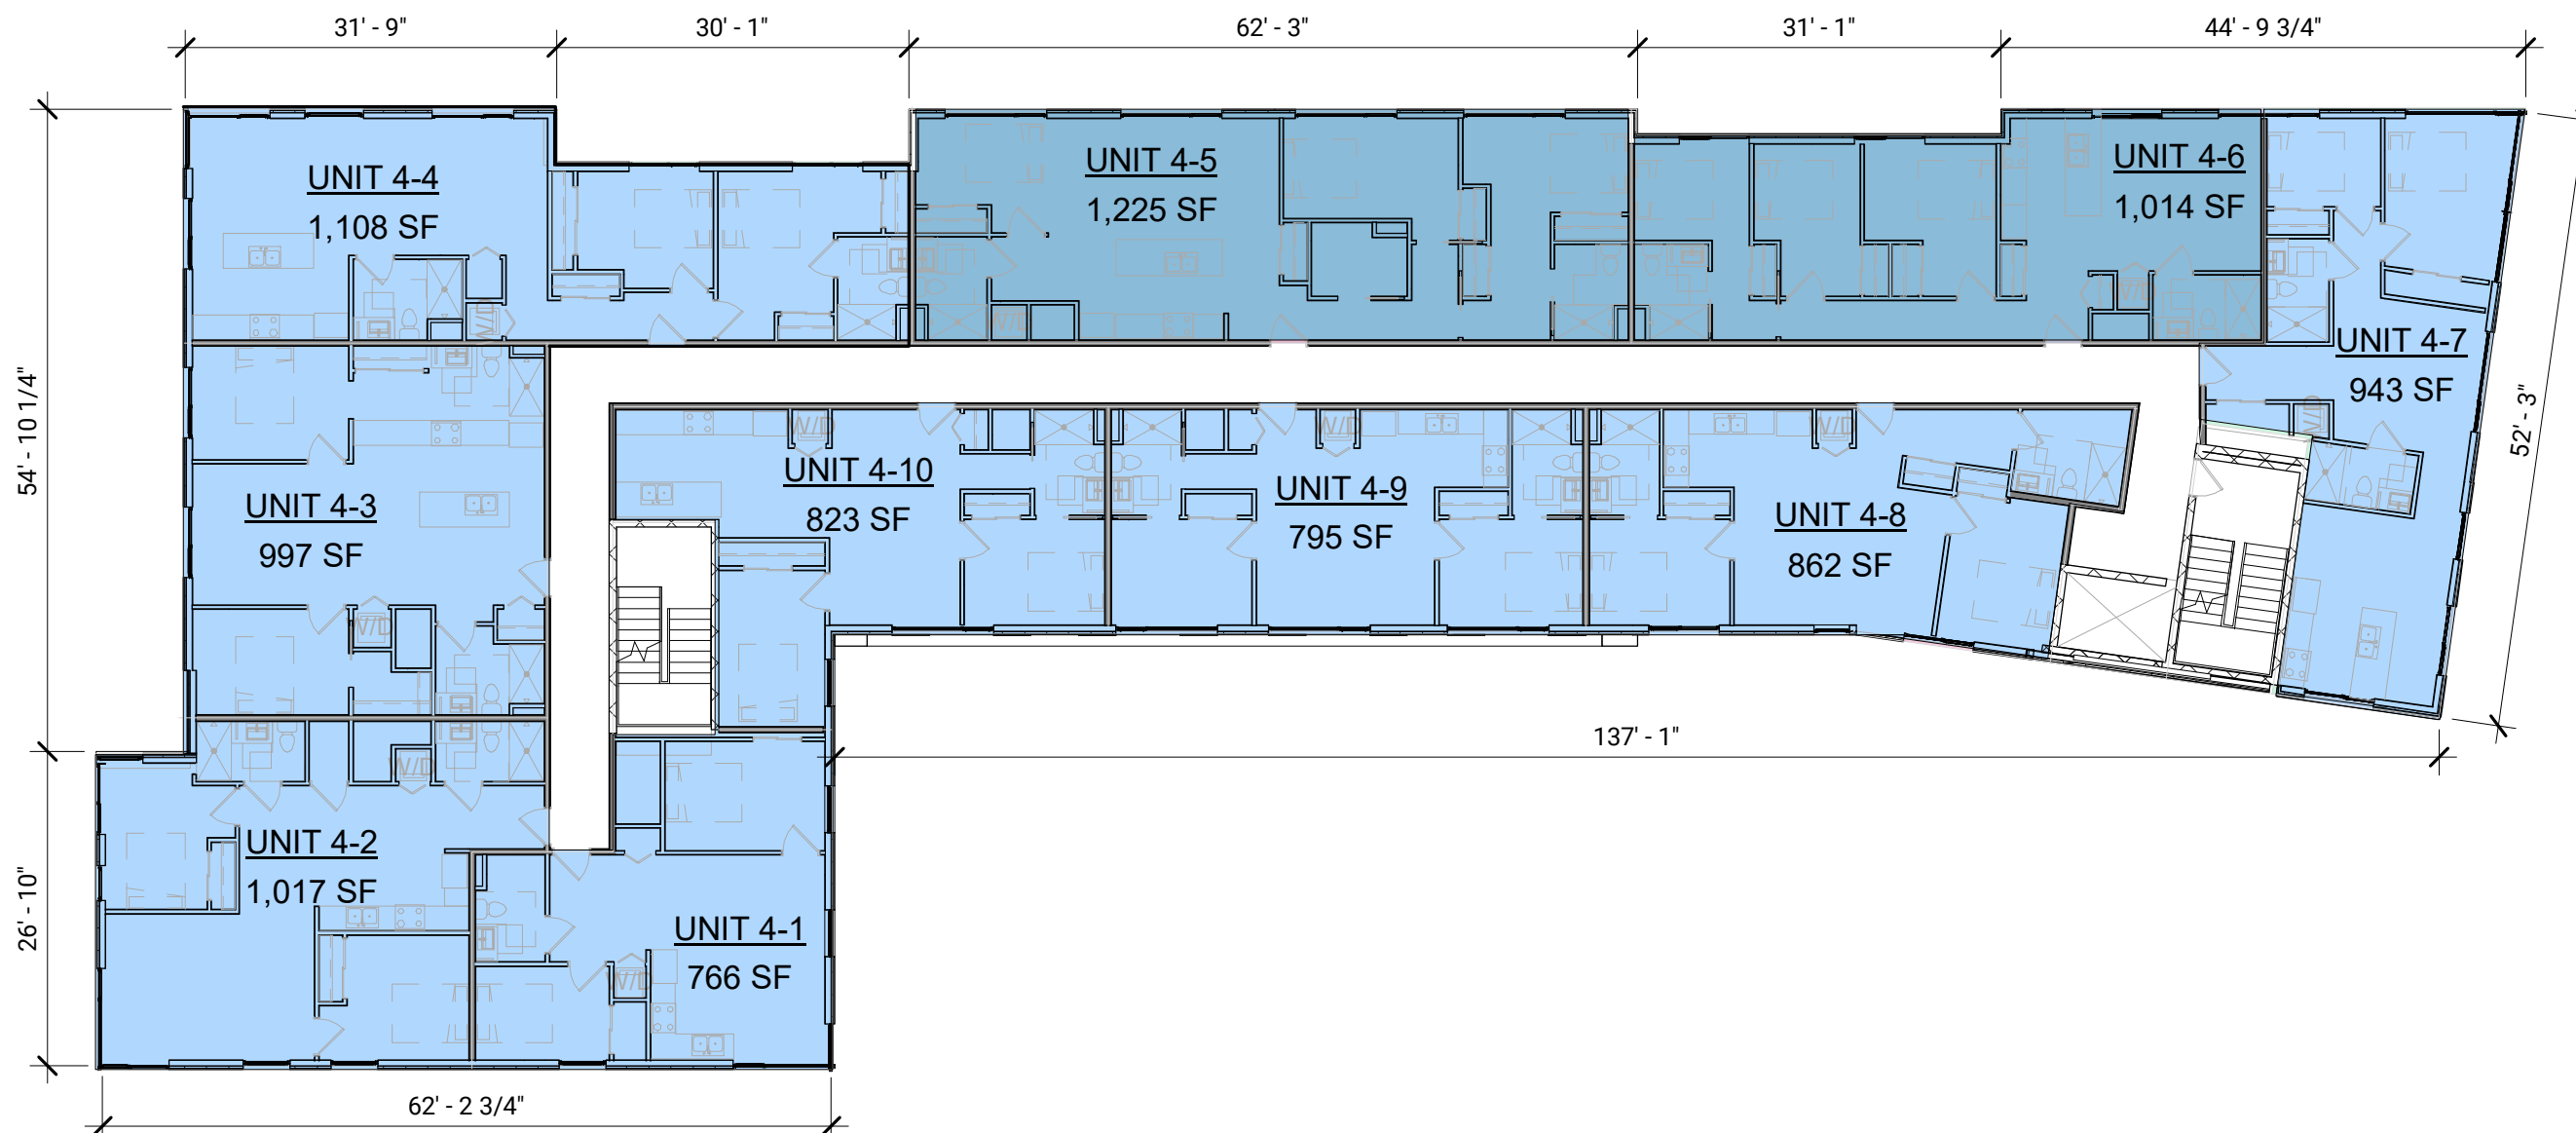 31' - 9"
30' - 1"
62' - 3"
31' - 1"
44' - 9 3/4"
UNIT 4-4
1,108 SF
UNIT 4-5
1,225 SF
UNIT 4-6
1,014 SF
W/D
W/D
W/D
UNIT 4-7
943 SF
W/D
54' - 10 1/4"
52' - 3"
UNIT 4-3
997 SF
W/D
W/D
UNIT 4-10
823 SF
W/D
UNIT 4-9
795 SF
W/D
UNIT 4-8
862 SF
137' - 1"
W/D
UNIT 4-2
1,017 SF
26' - 10"
UNIT 4-1
766 SF
W/D
62' - 2 3/4"